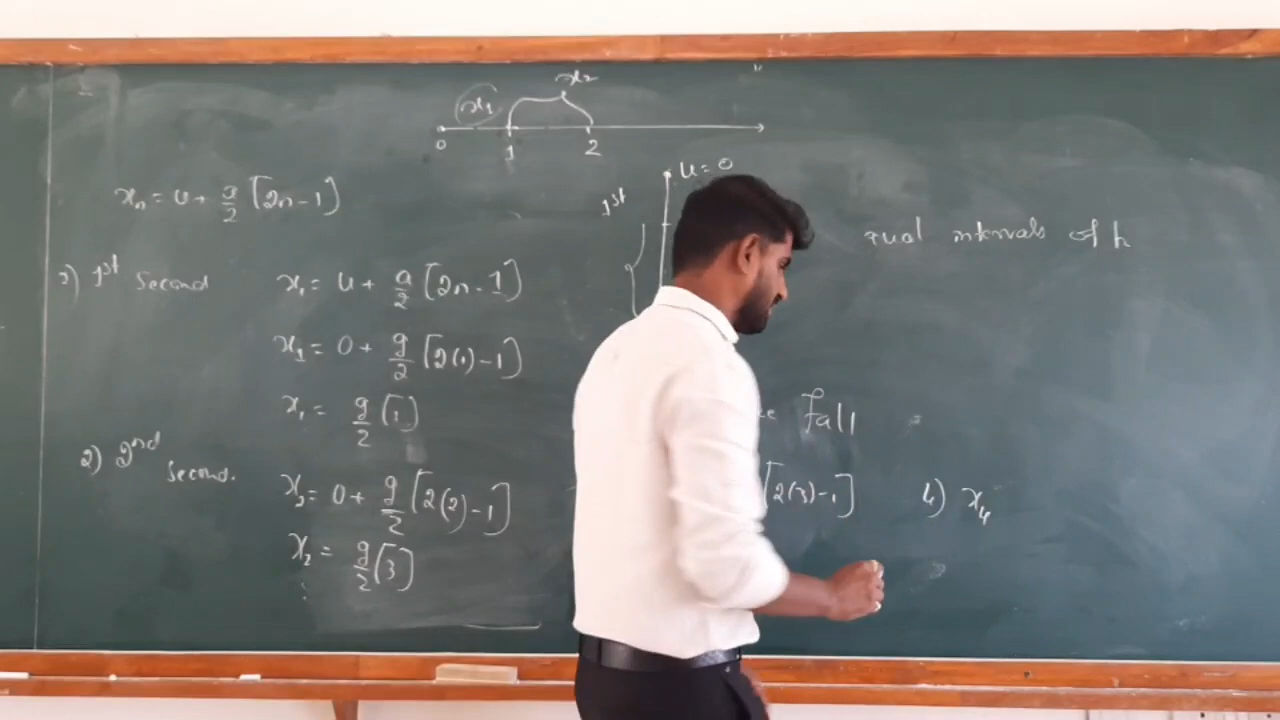 x₁ x₂
0 1 2
u = 0
1st
xₙ = u + a/2 [2n-1]
qual intervals of h
1) 1st Second x₁ = u + a/2 [2n-1]
x₁ = 0 + g/2 [2(1)-1]
x₁ = g/2 (1)
Fall
2) 2nd Second.
x₂ = 0 + g/2 [2(2)-1]
[2(3)-1] 4) x₄
x₂ = g/2 (3)